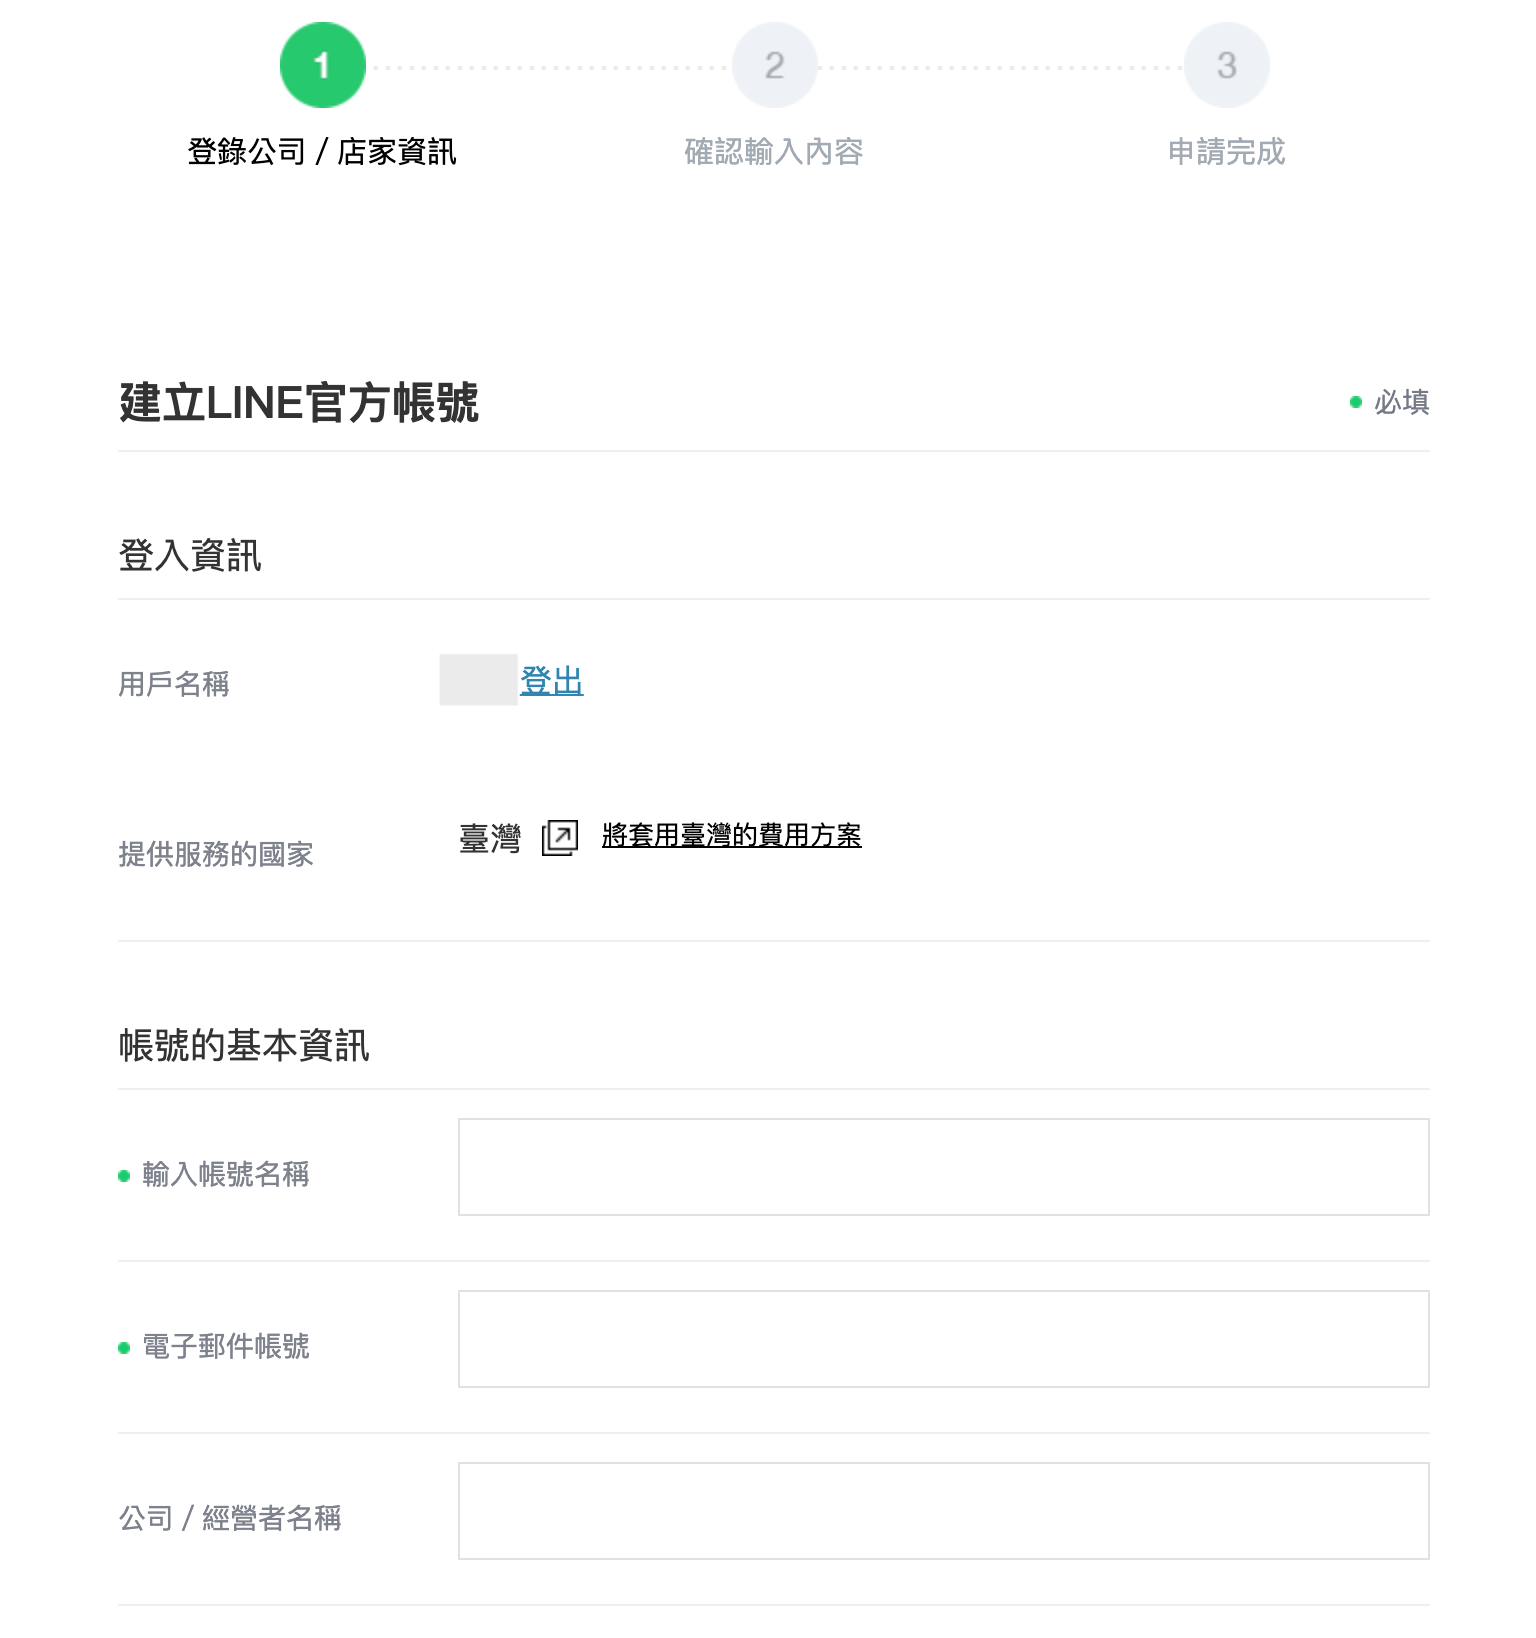 1
2
3
登錄公司 / 店家資訊
確認輸入內容
申請完成
建立LINE官方帳號
必填
登入資訊
用戶名稱
登出
提供服務的國家
臺灣
將套用臺灣的費用方案
帳號的基本資訊
輸入帳號名稱
電子郵件帳號
公司 / 經營者名稱